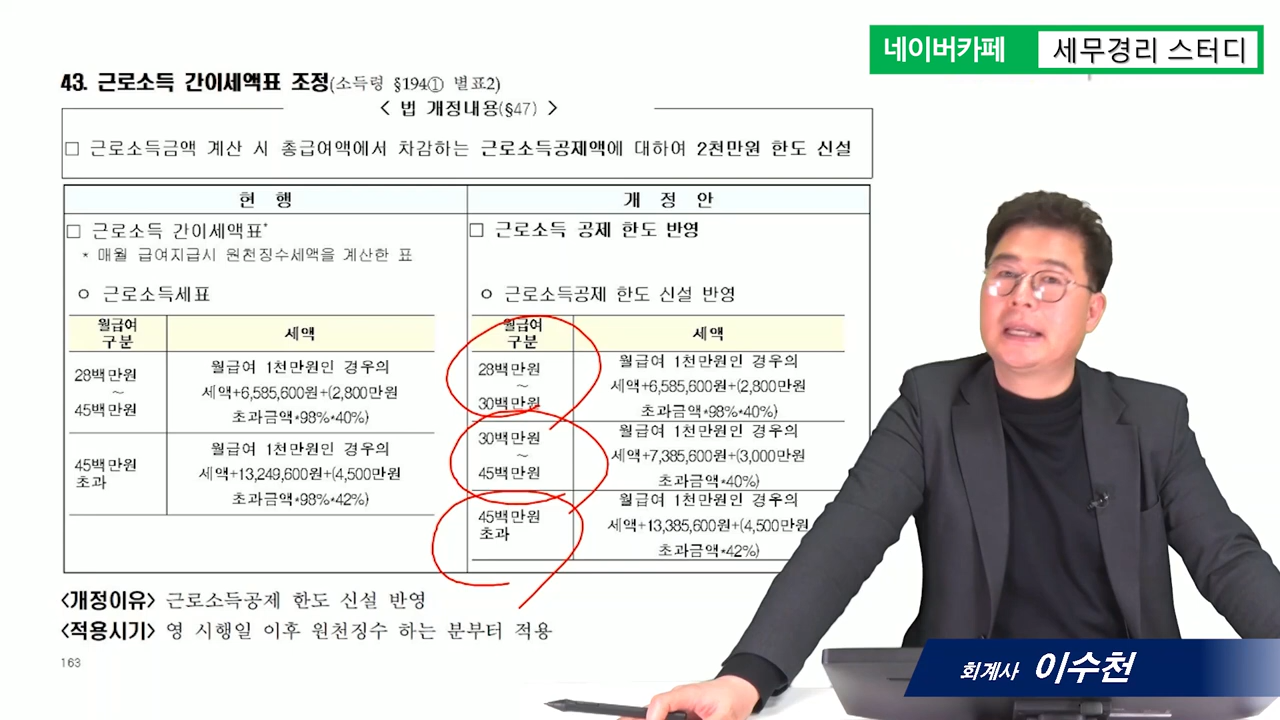 네이버카페 세무경리 스터디
43. 근로소득 간이세액표 조정(소득령 §194① 별표2)
< 법 개정내용(§47) >
□ 근로소득금액 계산 시 총급여액에서 차감하는 근로소득공제액에 대하여 2천만원 한도 신설
현 행
개 정 안
□ 근로소득 간이세액표*
* 매월 급여지급시 원천징수세액을 계산한 표
ㅇ 근로소득세표
월급여
구분
세액
28백만원
~
45백만원
월급여 1천만원인 경우의
세액+6,585,600원+(2,800만원
초과금액*98%*40%)
45백만원
초과
월급여 1천만원인 경우의
세액+13,249,600원+(4,500만원
초과금액*98%*42%)
□ 근로소득 공제 한도 반영
ㅇ 근로소득공제 한도 신설 반영
월급여
구분
세액
28백만원
~
30백만원
월급여 1천만원인 경우의
세액+6,585,600원+(2,800만원
초과금액*98%*40%)
30백만원
~
45백만원
월급여 1천만원인 경우의
세액+7,385,600원+(3,000만원
초과금액*40%)
45백만원
초과
월급여 1천만원인 경우의
세액+13,385,600원+(4,500만원
초과금액*42%)
<개정이유> 근로소득공제 한도 신설 반영
<적용시기> 영 시행일 이후 원천징수 하는 분부터 적용
163
회계사 이수천